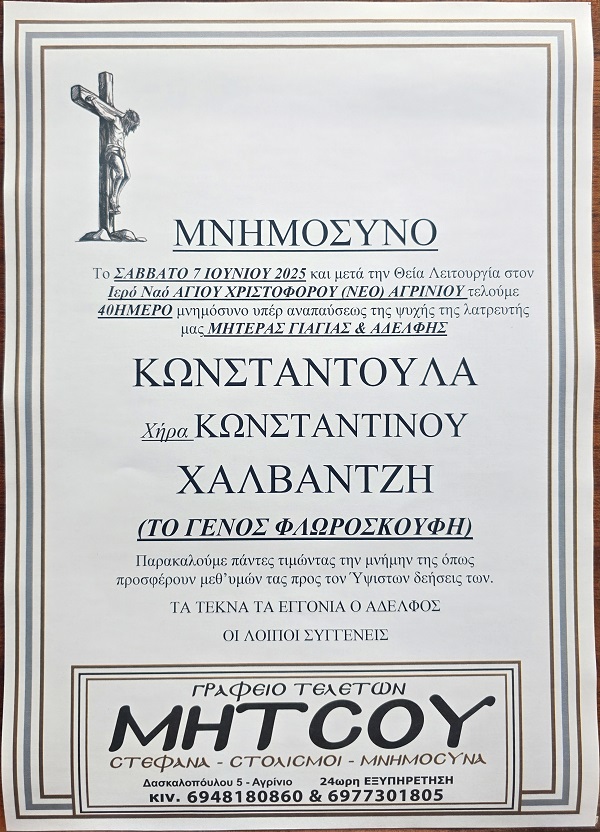 ΜΝΗΜΟΣΥΝΟ
Το ΣΑΒΒΑΤΟ 7 ΙΟΥΝΙΟΥ 2025 και μετά την Θεία Λειτουργία στον
Ιερό Ναό ΑΓΙΟΥ ΧΡΙΣΤΟΦΟΡΟΥ (ΝΕΟ) ΑΓΡΙΝΙΟΥ τελούμε
40ΗΜΕΡΟ μνημόσυνο υπέρ αναπαύσεως της ψυχής της λατρευτής
μας ΜΗΤΕΡΑΣ ΓΙΑΓΙΑΣ & ΑΔΕΛΦΗΣ
ΚΩΝΣΤΑΝΤΟΥΛΑ
Χήρα ΚΩΝΣΤΑΝΤΙΝΟΥ
ΧΑΛΒΑΝΤΖΗ
(ΤΟ ΓΕΝΟΣ ΦΛΩΡΟΣΚΟΥΦΗ)
Παρακαλούμε πάντες τιμώντας την μνήμην της όπως
προσφέρουν μεθ’υμών τας προς τον Ύψιστων δεήσεις των.
ΤΑ ΤΕΚΝΑ ΤΑ ΕΓΓΟΝΙΑ Ο ΑΔΕΛΦΟΣ
ΟΙ ΛΟΙΠΟΙ ΣΥΓΓΕΝΕΙΣ
ΓΡΑΦΕΙΟ ΤΕΛΕΤΩΝ
ΜΗΤΣΟΥ
ΣΤΕΦΑΝΑ - ΣΤΟΛΙΣΜΟΙ - ΜΝΗΜΟΣΥΝΑ
Δασκαλοπούλου 5 - Αγρίνιο 24ωρη ΕΞΥΠΗΡΕΤΗΣΗ
ΚΙV. 6948180860 & 6977301805